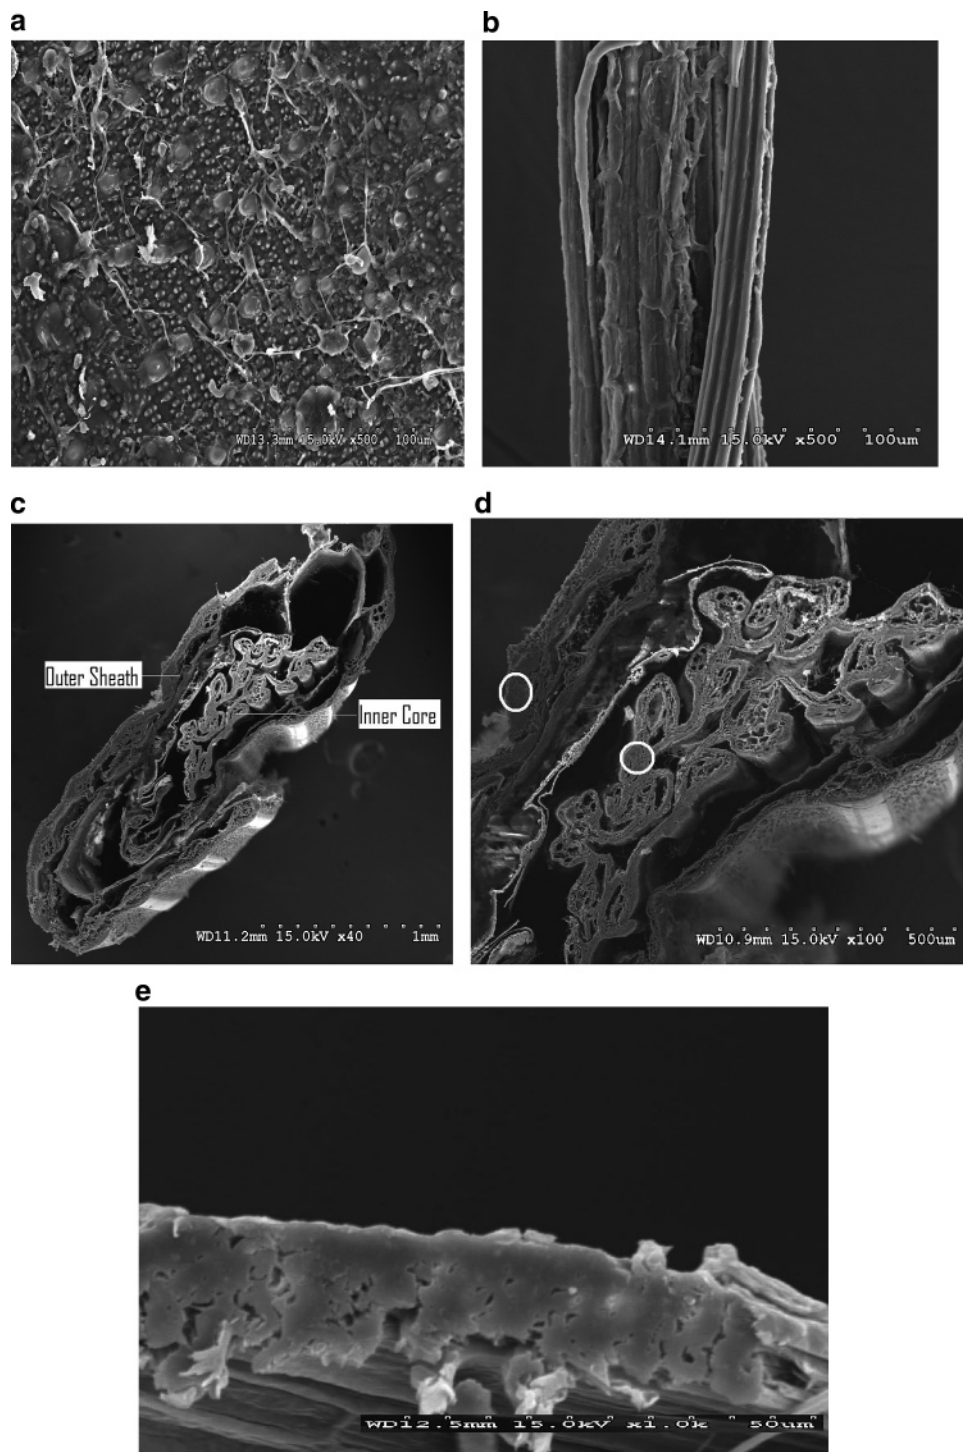 a
b
WD13.3mm 15.0kV x500 100um
WD14.1mm 15.0kV x500 100um
c
d
Outer Sheath
Inner Core
WD11.2mm 15.0kV x40 1mm
WD10.9mm 15.0kV x100 500um
e
WD12.5mm 15.0kV x1.0k 50um